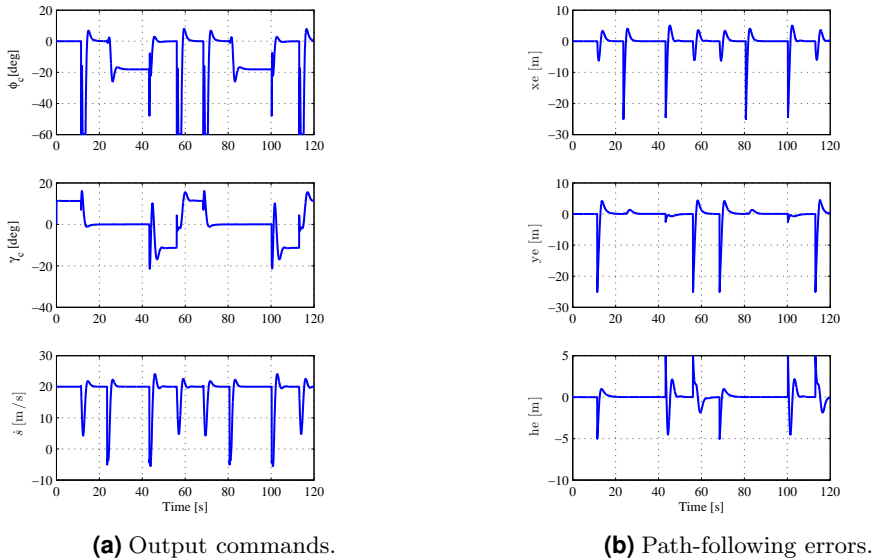 20
0
−20
−40
−60
ϕc[deg]
0 20 40 60 80 100 120
20
0
−20
−40
γc [deg]
0 20 40 60 80 100 120
30
20
10
0
−10
ṡ [m/s]
0 20 40 60 80 100 120
Time [s]
(a) Output commands.
10
0
−10
−20
−30
xe [m]
0 20 40 60 80 100 120
10
0
−10
−20
−30
ye [m]
0 20 40 60 80 100 120
5
0
−5
−10
he [m]
0 20 40 60 80 100 120
Time [s]
(b) Path-following errors.